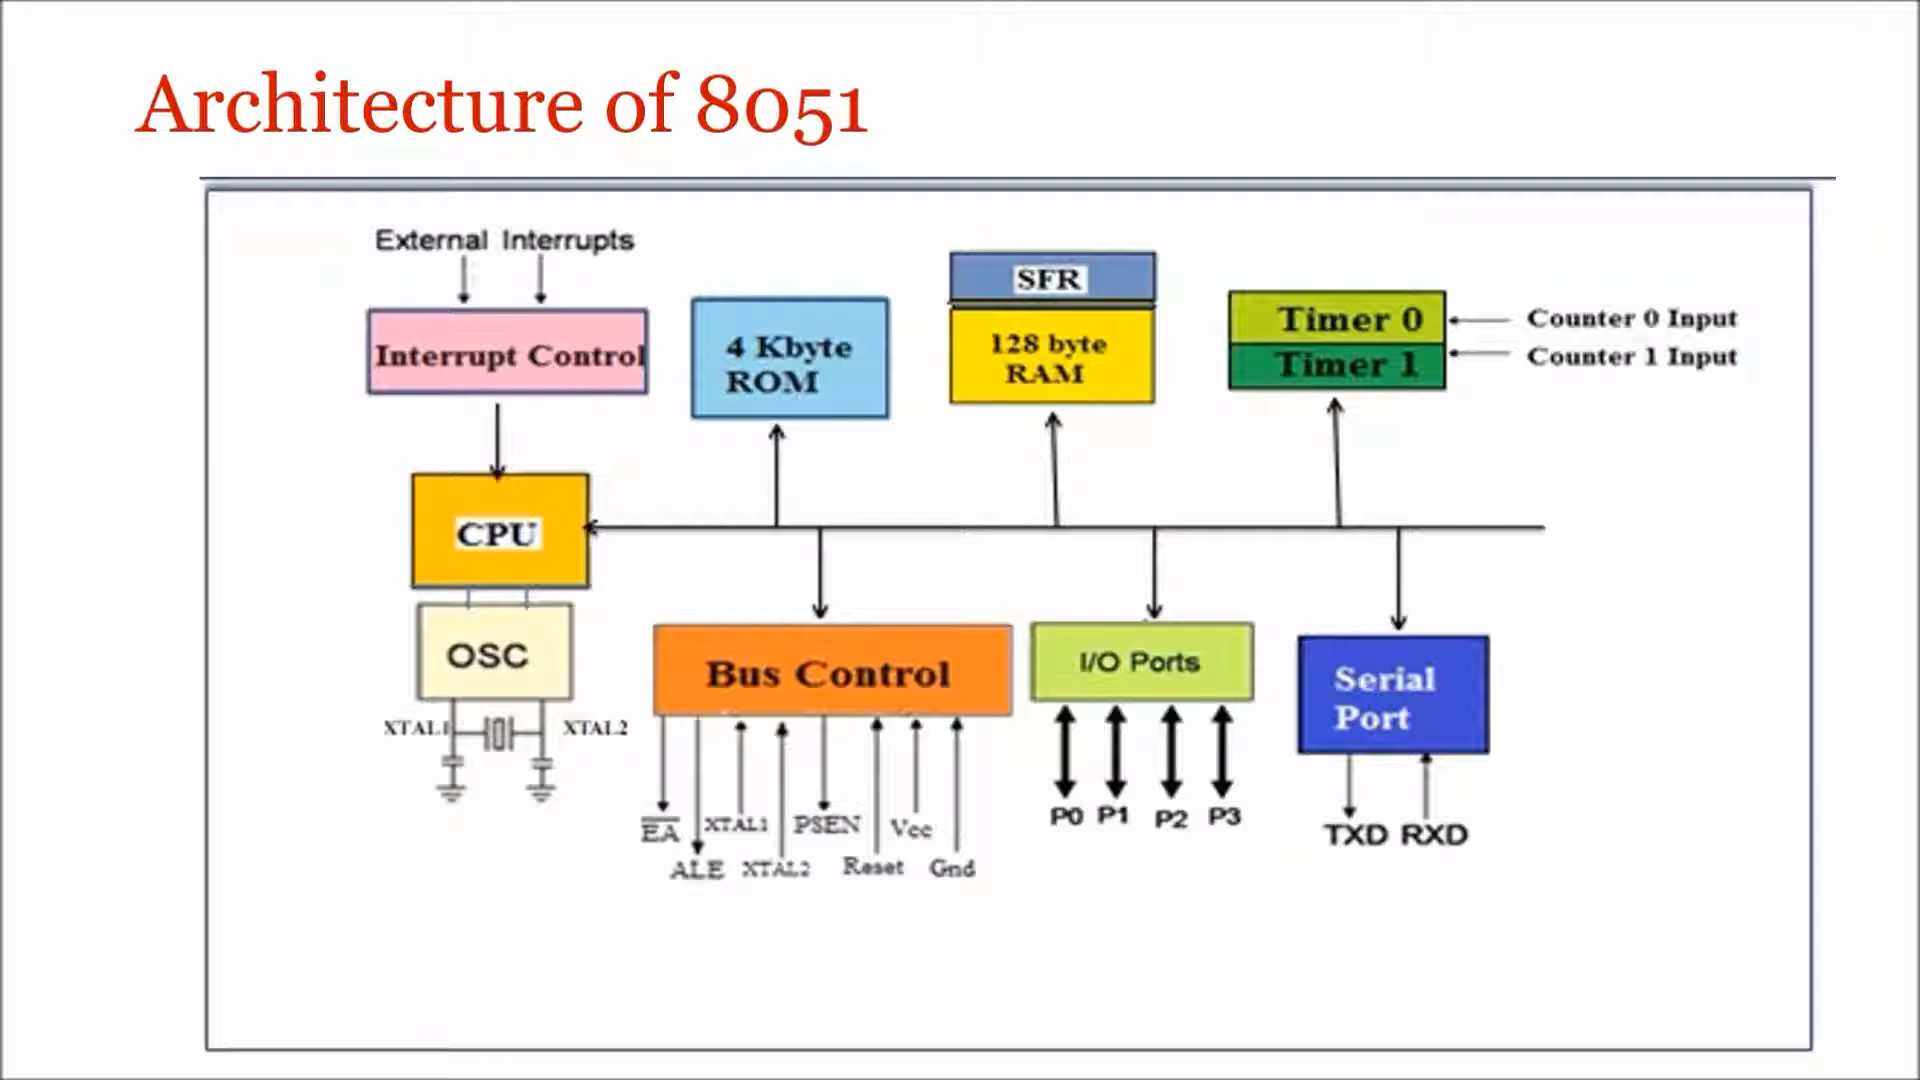 Architecture of 8051
External Interrupts
Interrupt Control
4 Kbyte
ROM
SFR
128 byte
RAM
Timer 0
Timer 1
Counter 0 Input
Counter 1 Input
CPU
OSC
XTAL1
XTAL2
Bus Control
EA
ALE
XTAL1
XTAL2
PSEN
Reset
Vcc
Gnd
I/O Ports
P0 P1 P2 P3
Serial
Port
TXD RXD